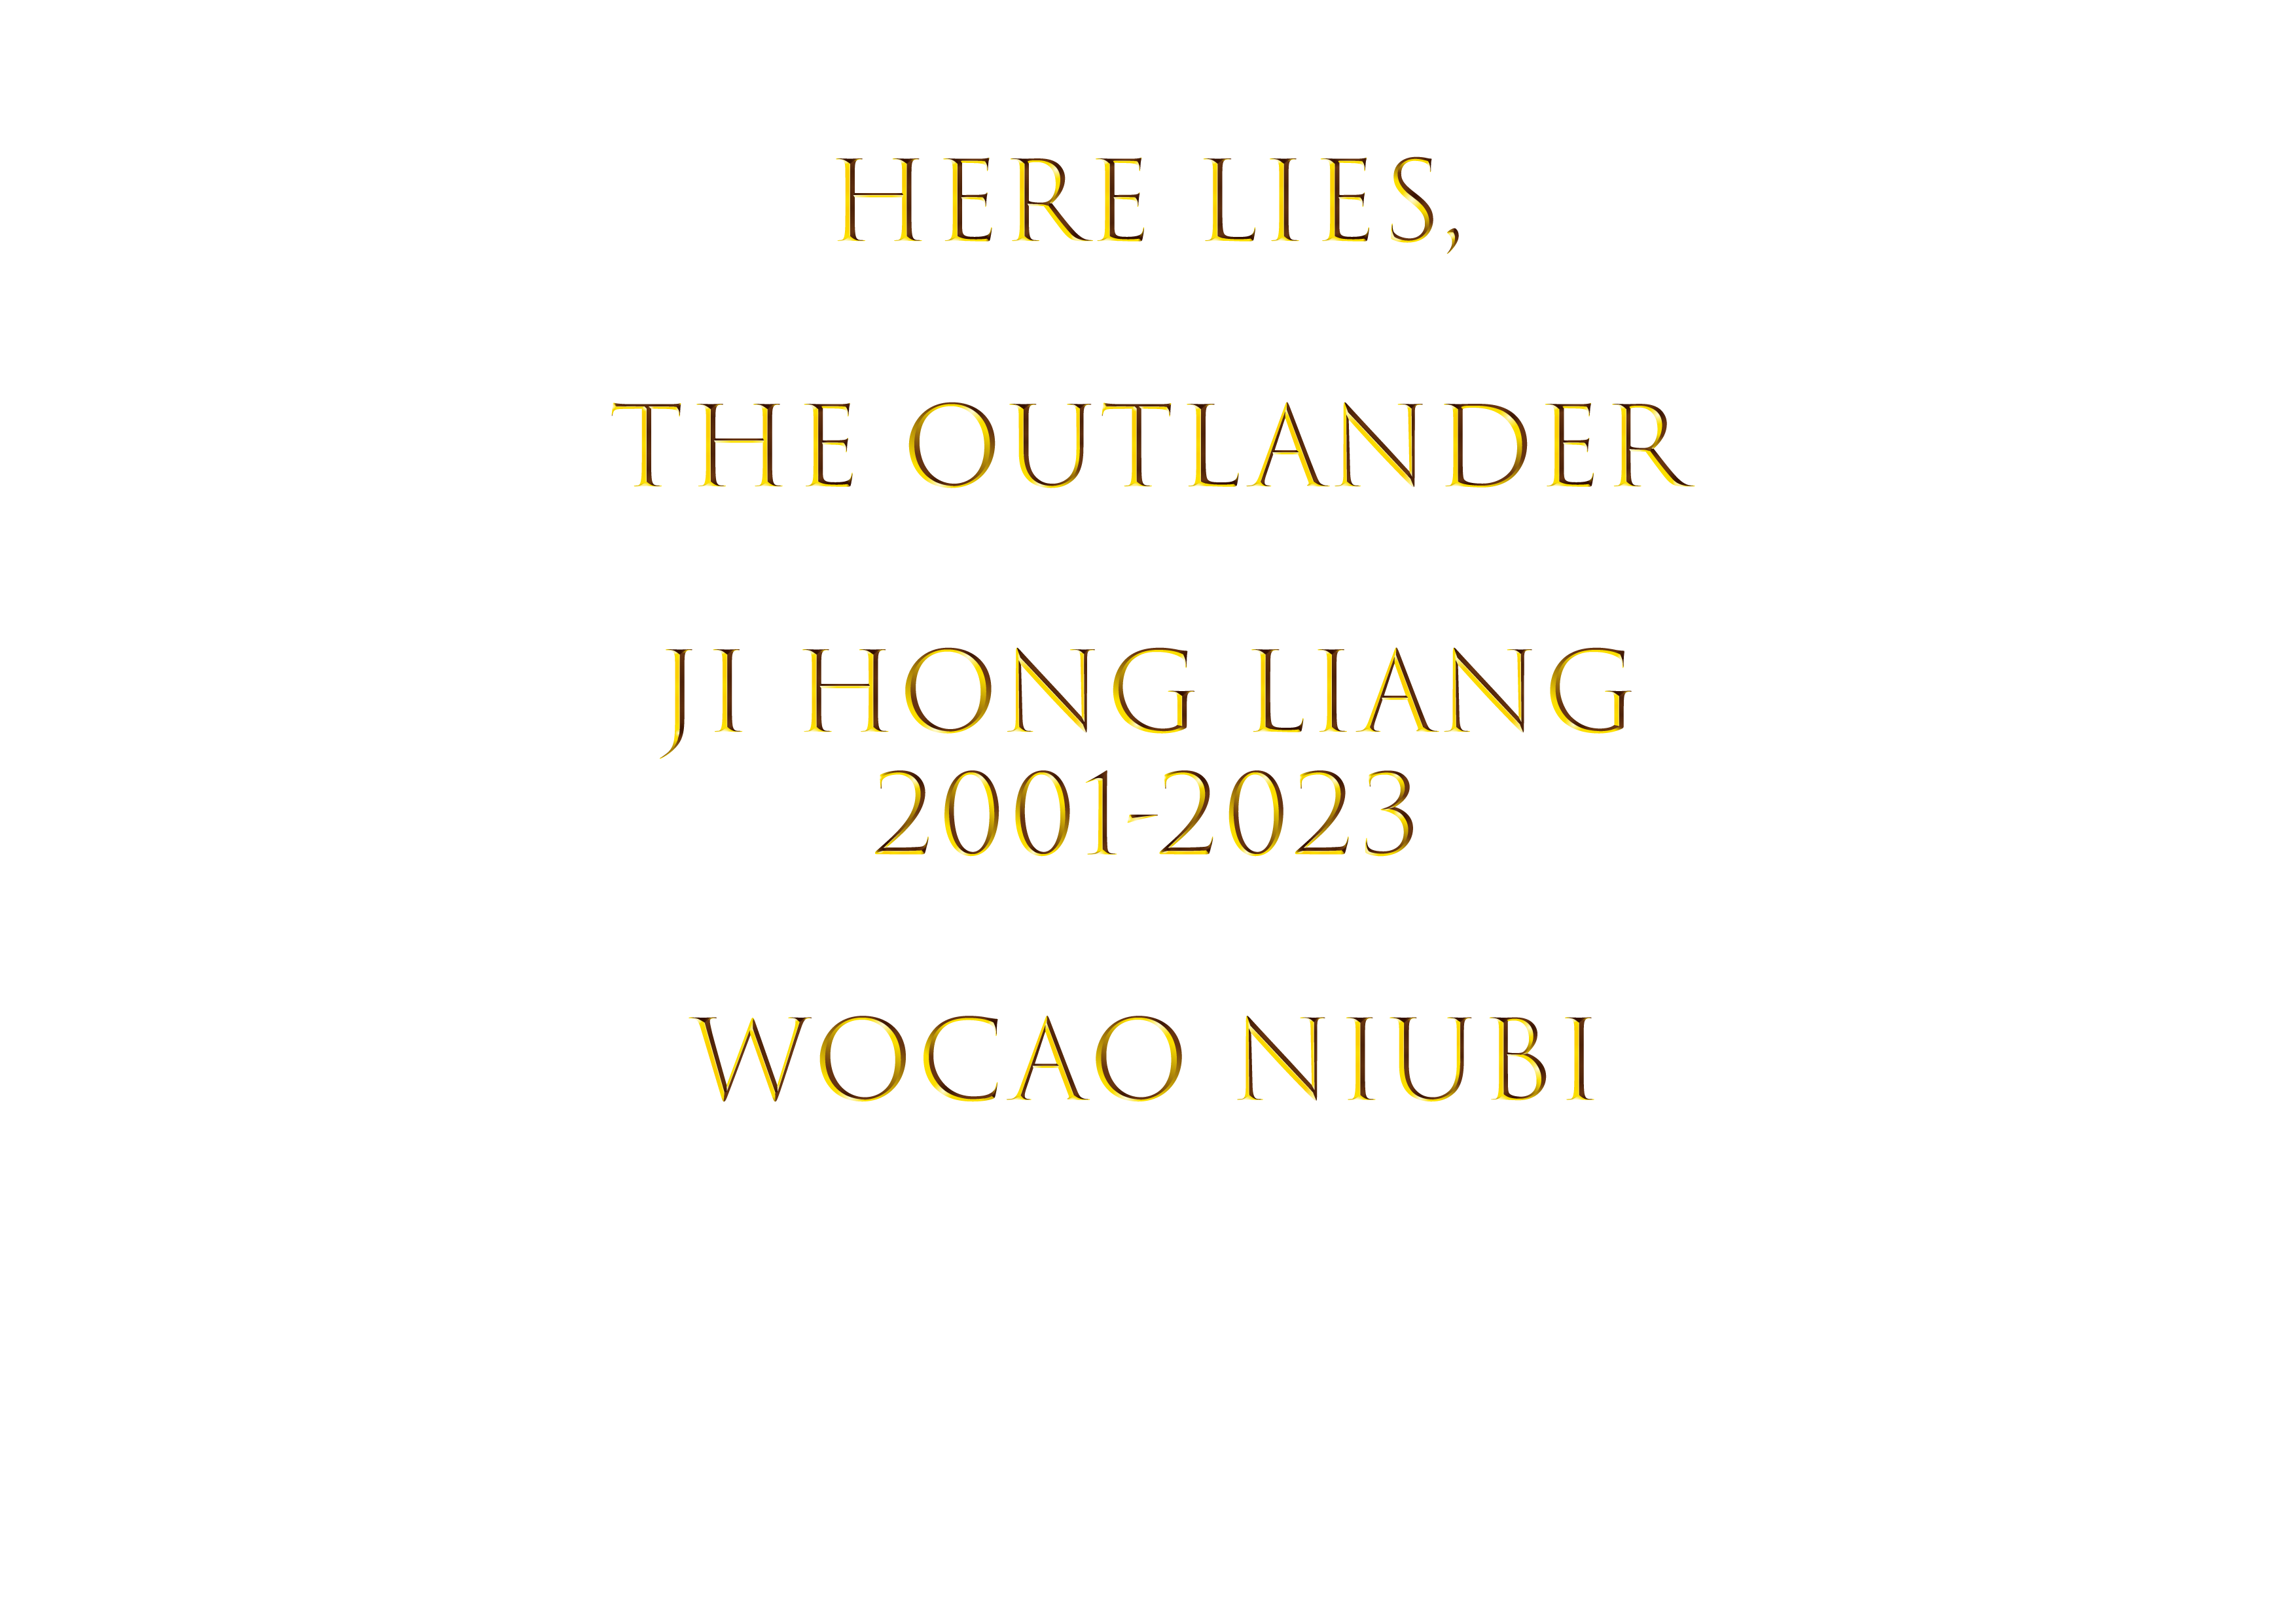 HERE LIES,
THE OUTLANDER
JI HONG LIANG
2001-2023
WOCAO NIUBI